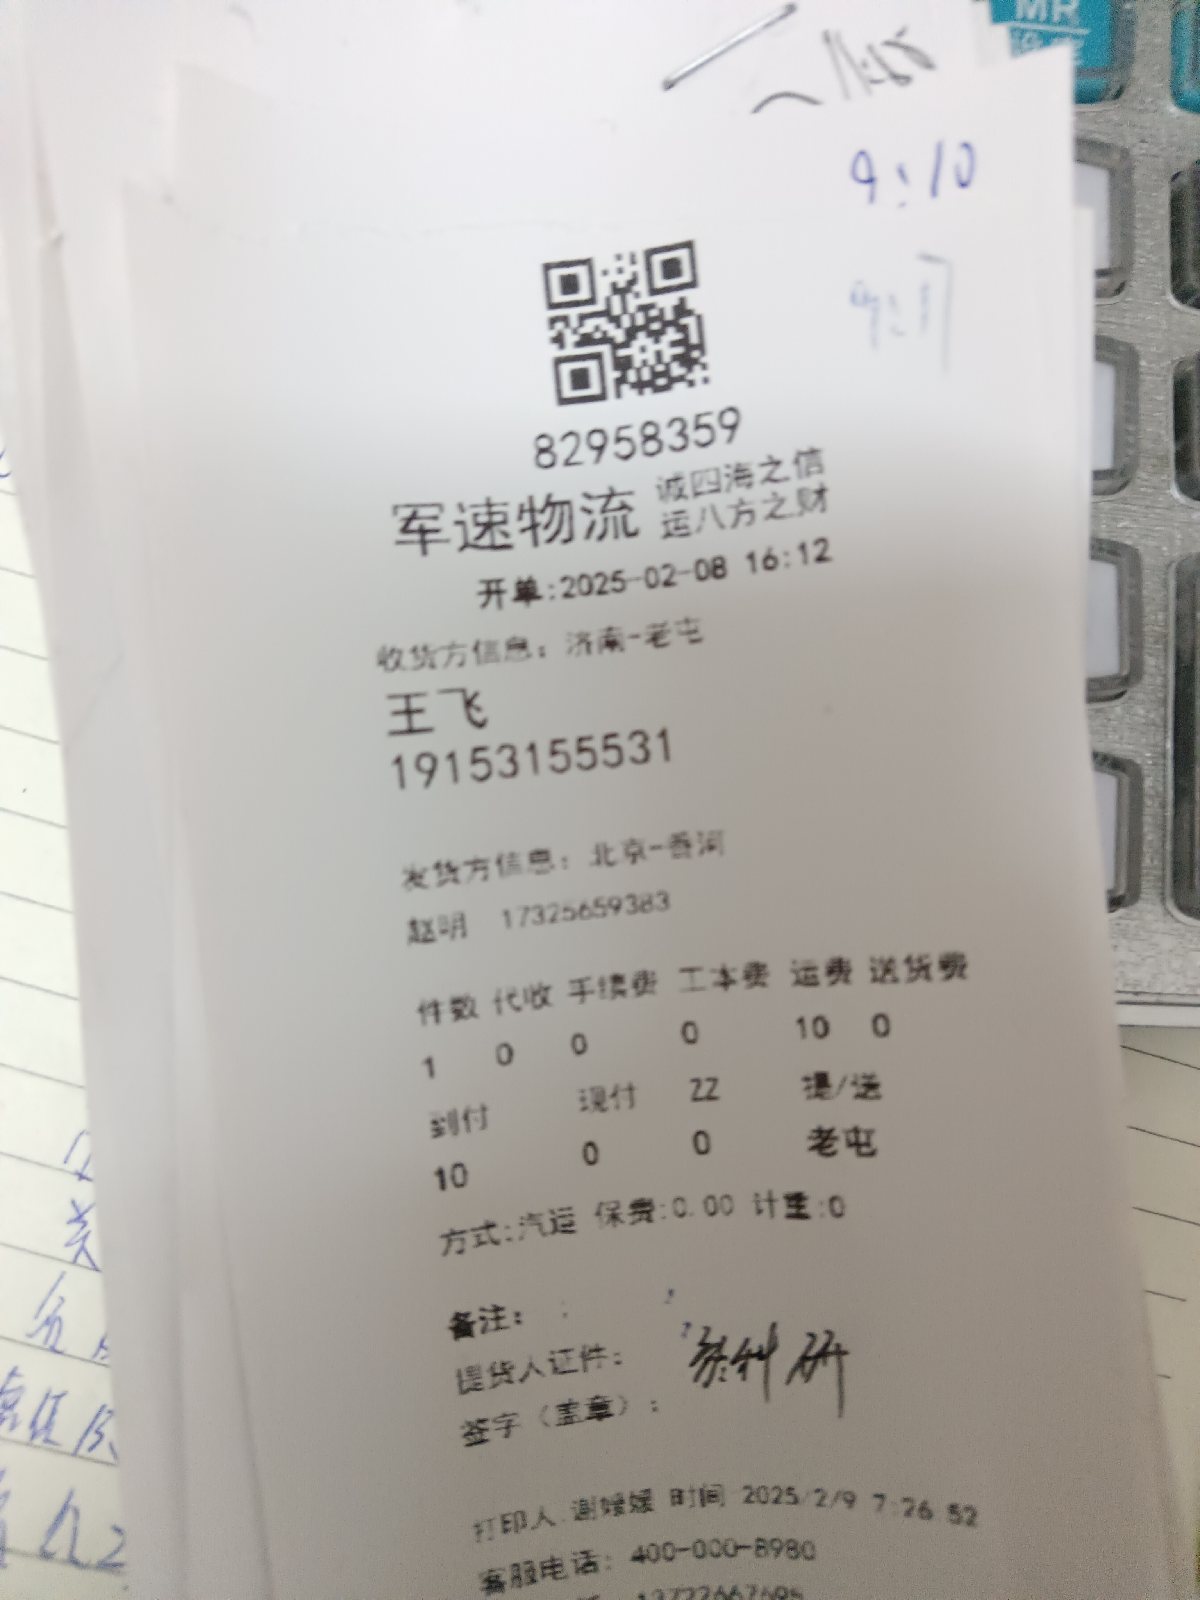 MR
9:10
9:17
82958359
军速物流 诚四海之信
运八方之财
开单:2025-02-08 16:12
收货方信息: 济南-老屯
王飞
19153155531
发货方信息: 北京-香河
赵明 17325659383
件数 代收 手续费 工本费 运费 送货费
1 0 0 0 10 0
到付 现付 ZZ 提/送
10 0 0 老屯
方式:汽运 保费:0.00 计重:0
备注:
提货人证件:
签字(盖章):
打印人 谢媛媛 时间 2025/2/9 7:26:52
客服电话: 400-000-8980